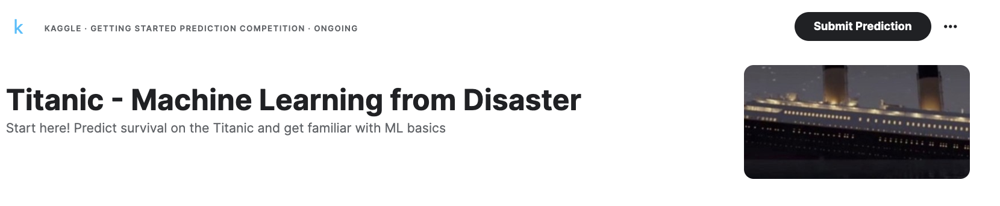 k
KAGGLE · GETTING STARTED PREDICTION COMPETITION · ONGOING
Submit Prediction
Titanic - Machine Learning from Disaster
Start here! Predict survival on the Titanic and get familiar with ML basics